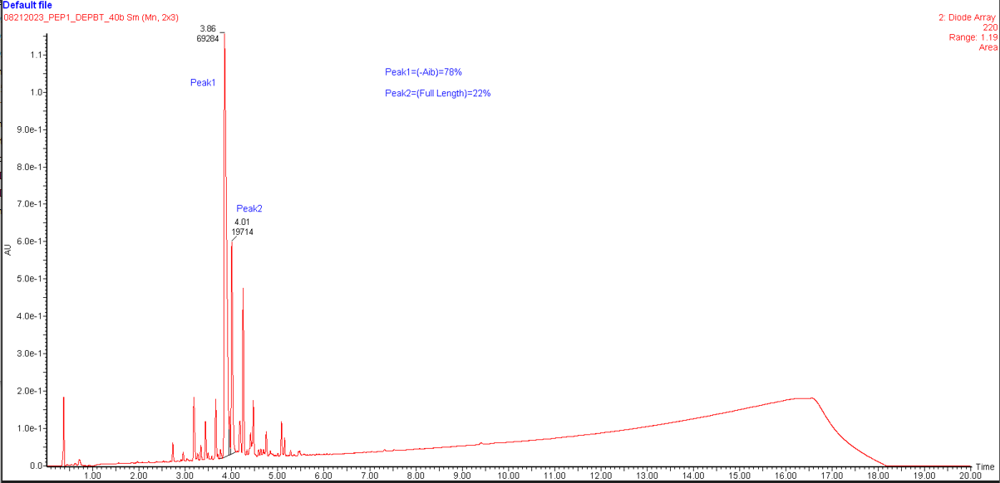 Default file
08212023_PEP1_DEPBT_40b Sm (Mn, 2x3)
2: Diode Array
220
Range: 1.19
Area
3.86
69284
Peak1
Peak1=(-Aib)=78%
Peak2=(Full Length)=22%
Peak2
4.01
19714
AU
1.1
1.0
9.0e-1
8.0e-1
7.0e-1
6.0e-1
5.0e-1
4.0e-1
3.0e-1
2.0e-1
1.0e-1
0.0
1.00 2.00 3.00 4.00 5.00 6.00 7.00 8.00 9.00 10.00 11.00 12.00 13.00 14.00 15.00 16.00 17.00 18.00 19.00 20.00 Time